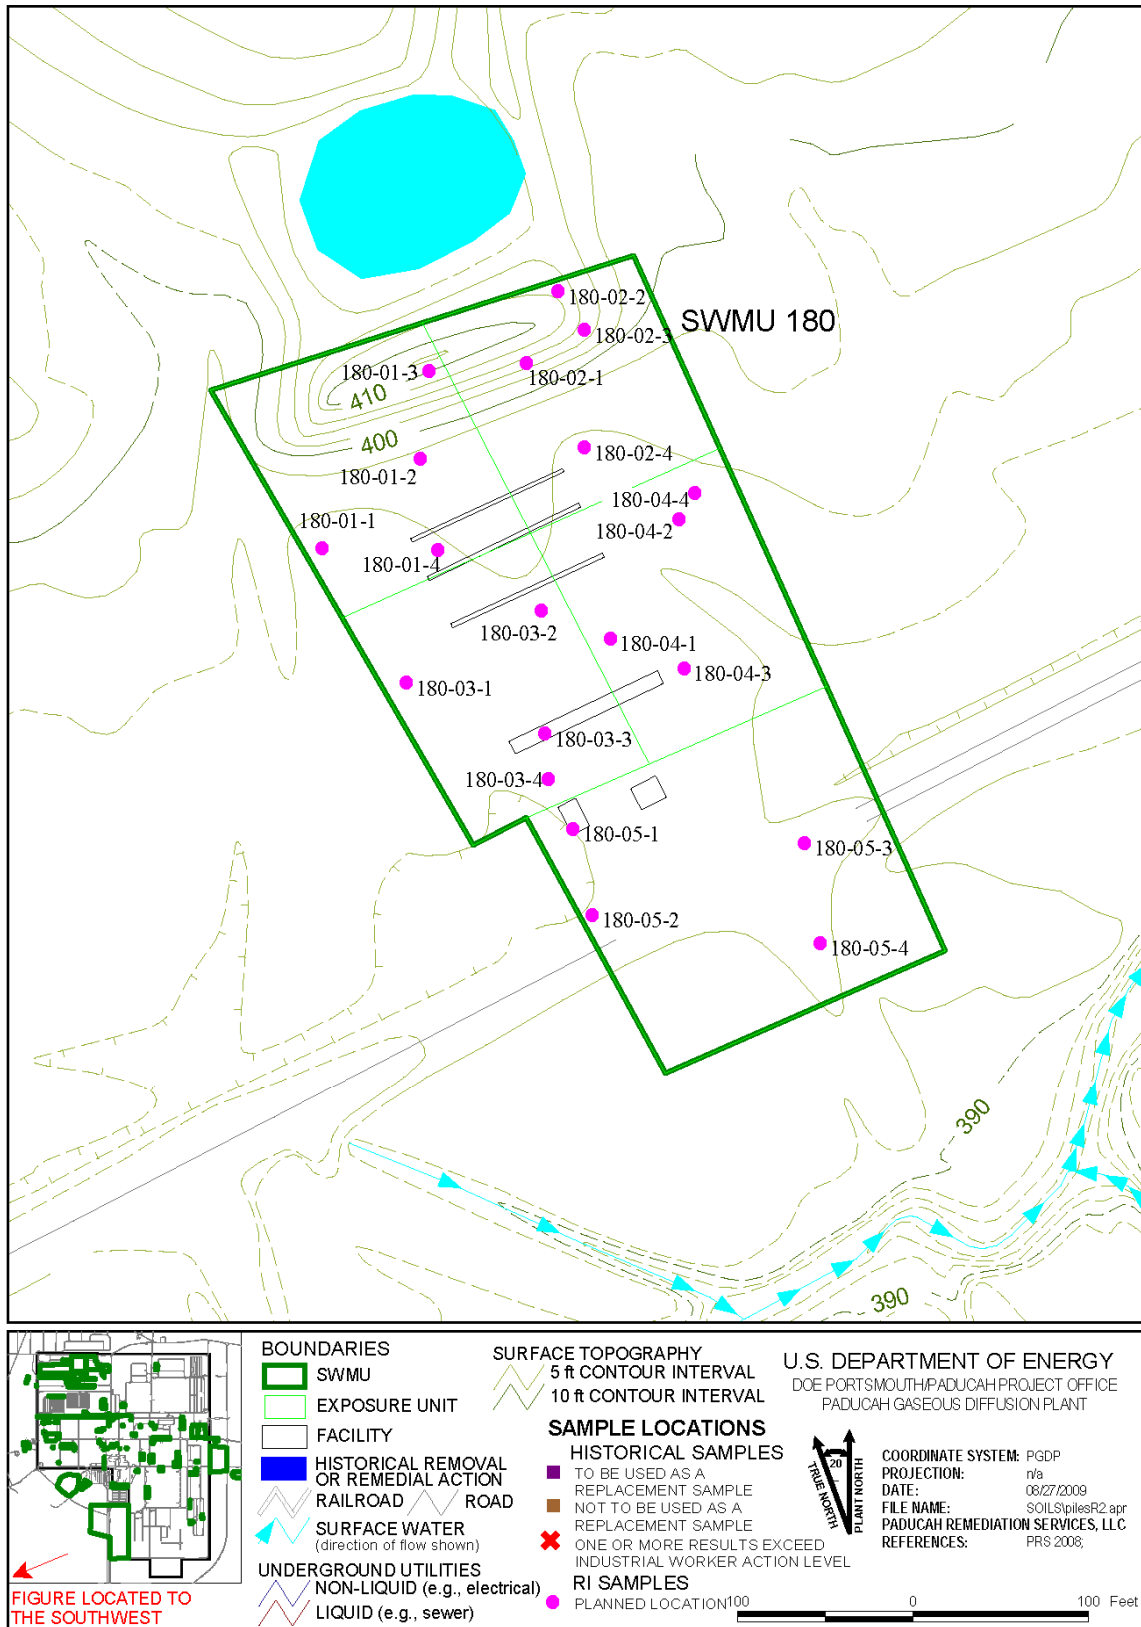 180-02-2
SWMU 180
180-02-3
180-01-3
180-02-1
410
400
180-02-4
180-01-2
180-04-4
180-04-2
180-01-1
180-01-4
180-03-2
180-04-1
180-04-3
180-03-1
180-03-3
180-03-4
180-05-1
180-05-3
180-05-2
180-05-4
390
390
FIGURE LOCATED TO
THE SOUTHWEST
BOUNDARIES
SWMU
EXPOSURE UNIT
FACILITY
HISTORICAL REMOVAL
OR REMEDIAL ACTION
RAILROAD
ROAD
SURFACE WATER
(direction of flow shown)
UNDERGROUND UTILITIES
NON-LIQUID (e.g., electrical)
LIQUID (e.g., sewer)
SURFACE TOPOGRAPHY
5 ft CONTOUR INTERVAL
10 ft CONTOUR INTERVAL
SAMPLE LOCATIONS
HISTORICAL SAMPLES
TO BE USED AS A
REPLACEMENT SAMPLE
NOT TO BE USED AS A
REPLACEMENT SAMPLE
ONE OR MORE RESULTS EXCEED
INDUSTRIAL WORKER ACTION LEVEL
RI SAMPLES
PLANNED LOCATION
U.S. DEPARTMENT OF ENERGY
DOE PORTSMOUTH/PADUCAH PROJECT OFFICE
PADUCAH GASEOUS DIFFUSION PLANT
20
TRUE NORTH
PLANT NORTH
COORDINATE SYSTEM: PGDP
PROJECTION: n/a
DATE: 08/27/2009
FILE NAME: SOILS\pilesR2.apr
PADUCAH REMEDIATION SERVICES, LLC
REFERENCES: PRS 2008;
100 0 100 Feet